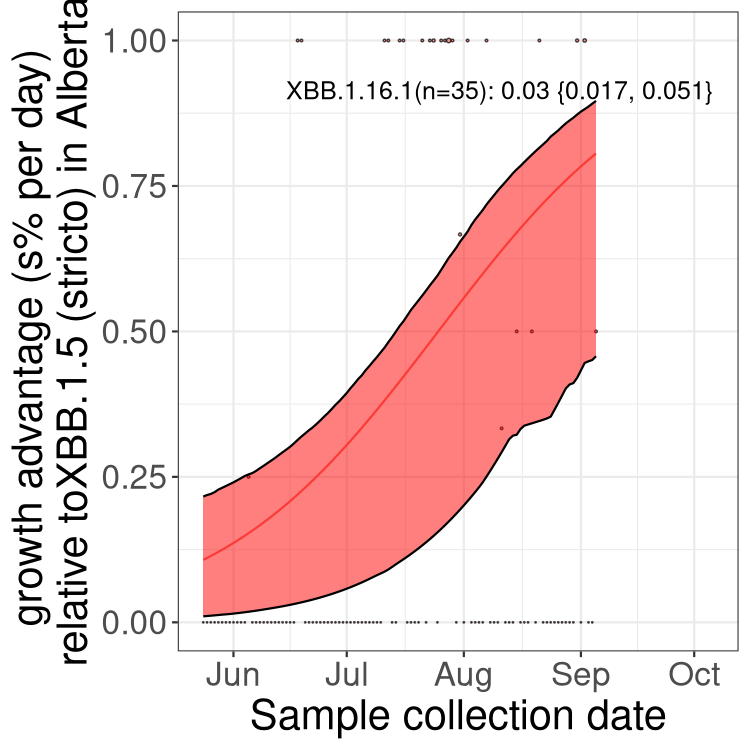 growth advantage (s% per day)
relative toXBB.1.5 (stricto) in Alberta
1.00
0.75
0.50
0.25
0.00
XBB.1.16.1(n=35): 0.03 {0.017, 0.051}
Jun Jul Aug Sep Oct
Sample collection date